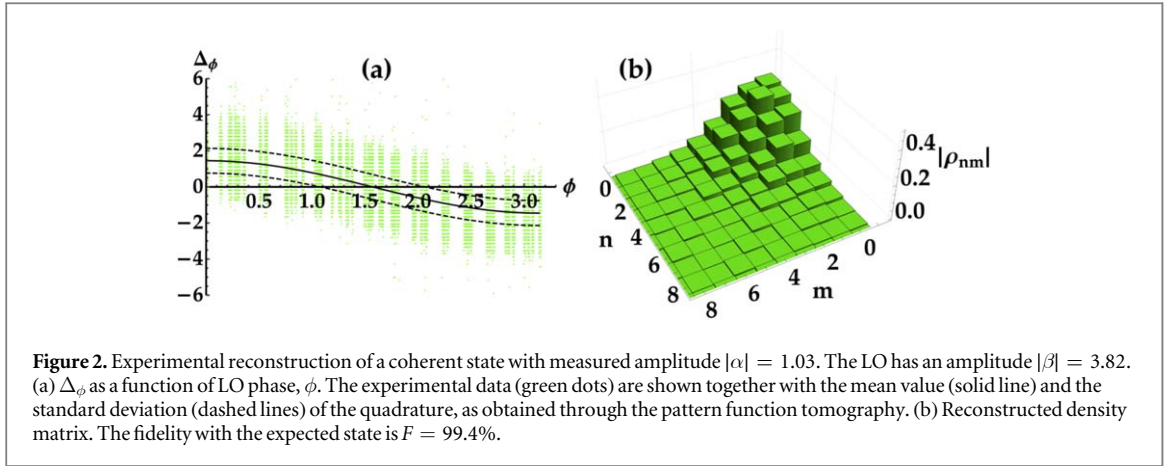 Δϕ
(a)
6
4
2
0
−2
−4
−6
0.5 1.0 1.5 2.0 2.5 3.0 ϕ
(b)
0.4
0.2
0.0
|ρnm|
0
2
4
6
8
n
8
6
4
2
0
m
Figure 2. Experimental reconstruction of a coherent state with measured amplitude |α| = 1.03. The LO has an amplitude |β| = 3.82.
(a) Δϕ as a function of LO phase, ϕ. The experimental data (green dots) are shown together with the mean value (solid line) and the
standard deviation (dashed lines) of the quadrature, as obtained through the pattern function tomography. (b) Reconstructed density
matrix. The fidelity with the expected state is F = 99.4%.